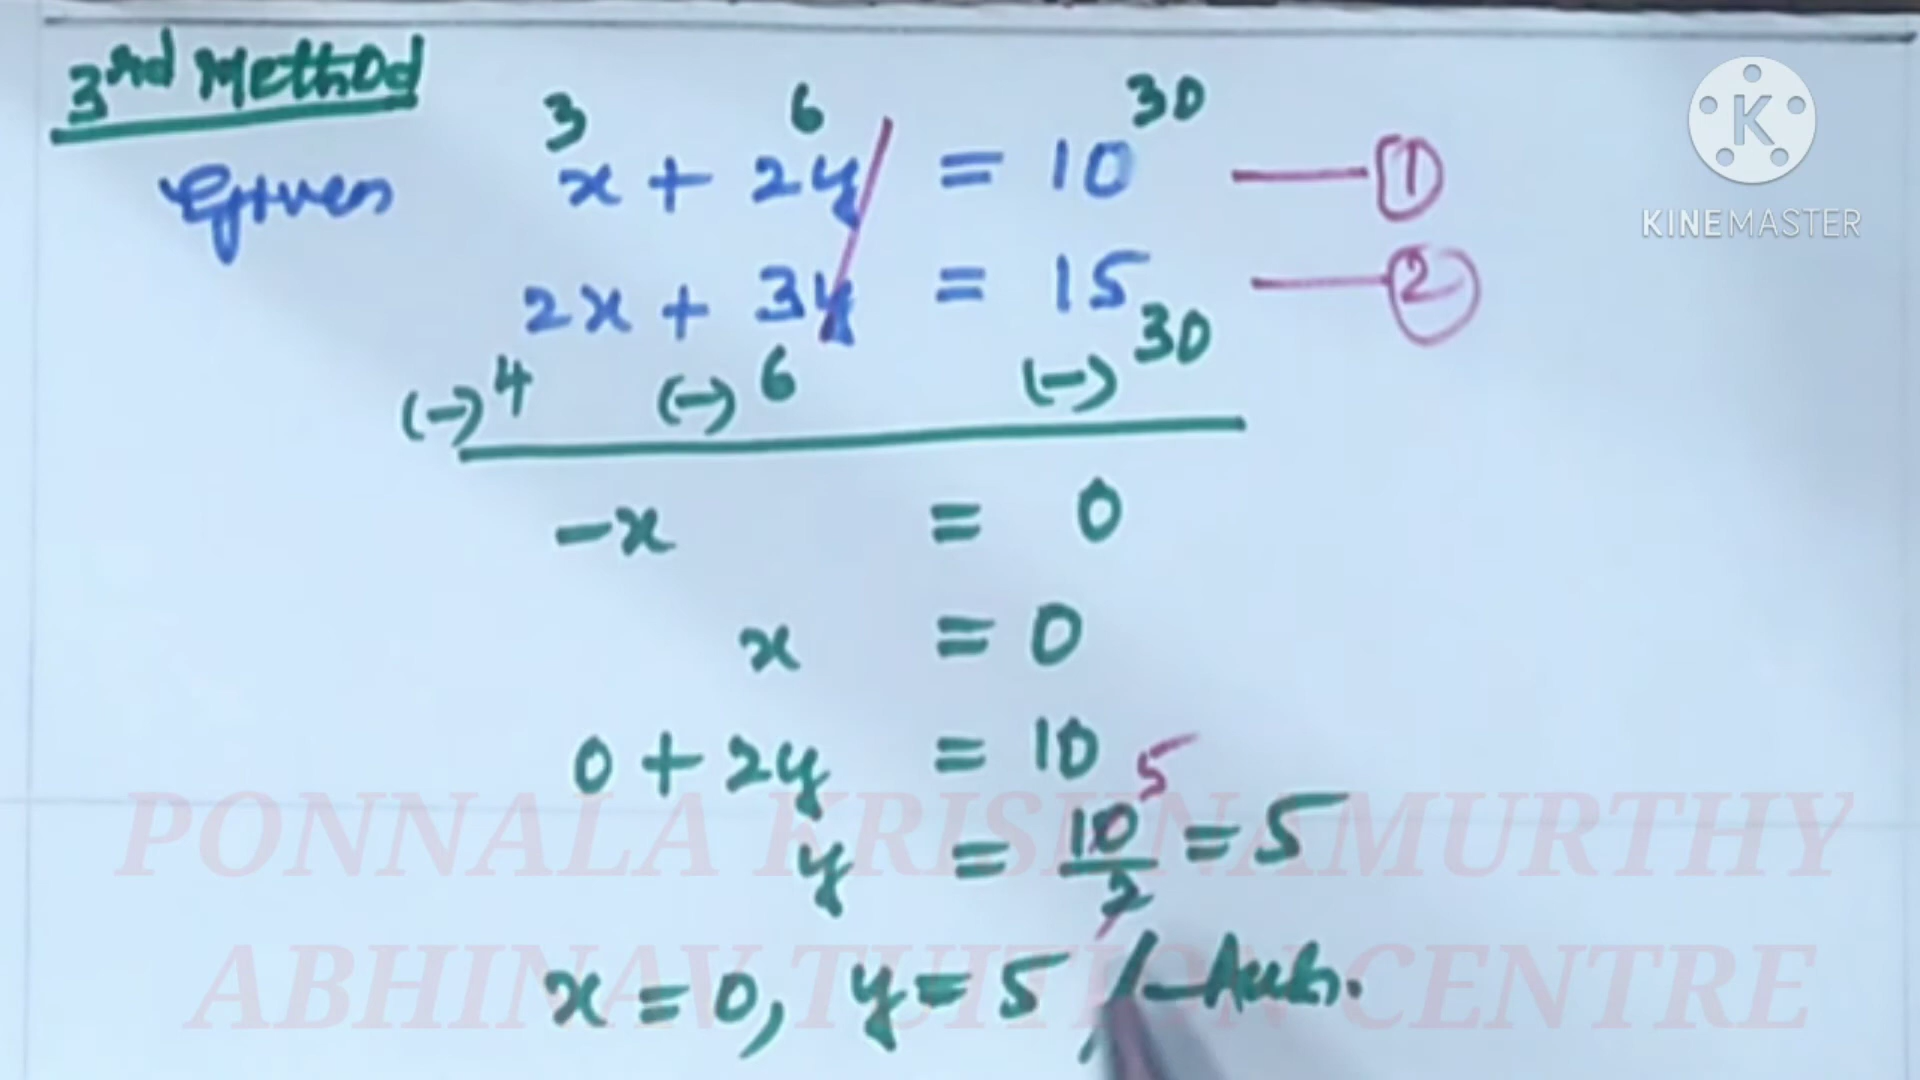 3rd Method
3 6 30
Given x + 2y = 10 — 1
2x + 3y = 15 — 2
(-) 4 (-) 6 (-) 30
-x = 0
x = 0
0 + 2y = 10
y = 10/2 = 5
5
x = 0, y = 5 // Ans.
K
KINEMASTER
PONNALA KRISHNAMURTHY
ABHINAV TUITION CENTRE